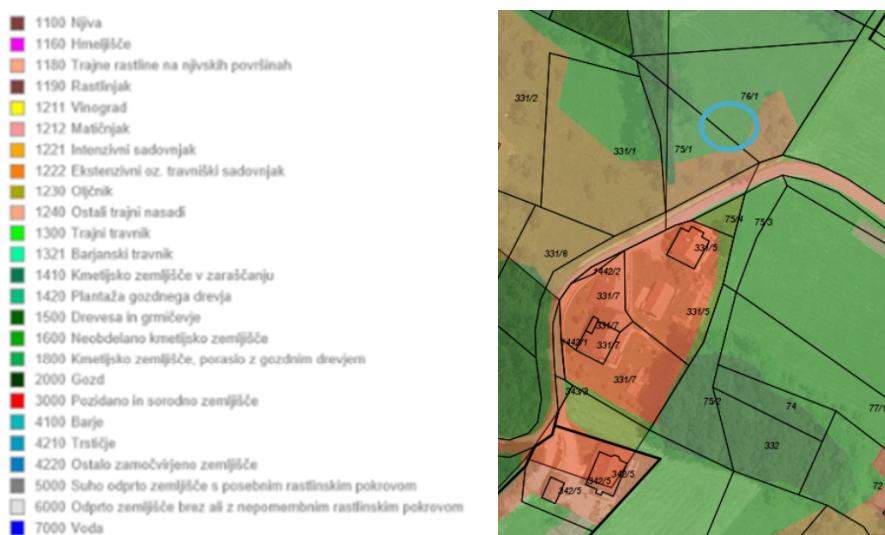 1100 Njiva
1160 Hmeljišče
1180 Trajne rastline na njivskih površinah
1190 Rastlinjak
1211 Vinograd
1212 Matičnjak
1221 Intenzivni sadovnjak
1222 Ekstenzivni oz. travniški sadovnjak
1230 Oljčnik
1240 Ostali trajni nasadi
1300 Trajni travnik
1321 Barjanski travnik
1410 Kmetijsko zemljišče v zaraščanju
1420 Plantaža gozdnega drevja
1500 Drevesa in grmičevje
1600 Neobdelano kmetijsko zemljišče
1800 Kmetijsko zemljišče, poraslo z gozdnim drevjem
2000 Gozd
3000 Pozidano in sorodno zemljišče
4100 Barje
4210 Trstičje
4220 Ostalo zamočvirjeno zemljišče
5000 Suho odprto zemljišče s posebnim rastlinskim pokrovom
6000 Odprto zemljišče brez ali z nepomembnim rastlinskim pokrovom
7000 Voda
331/2
76/1
331/1
75/1
75/4
75/3
331/8
331/5
1442/2
331/7
331/5
331/7
1442/1
331/7
331/7
343/3
75/2
74
77/1
332
342/5
342/5
342/5
72